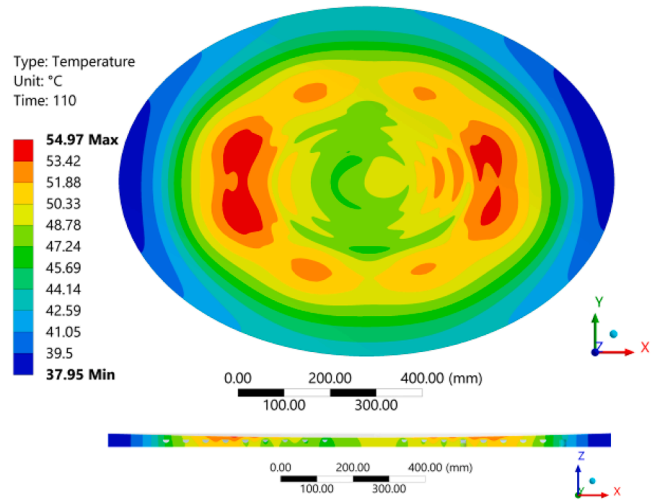 Type: Temperature
Unit: °C
Time: 110
54.97 Max
53.42
51.88
50.33
48.78
47.24
45.69
44.14
42.59
41.05
39.5
37.95 Min
Y
Z
X
0.00 200.00 400.00 (mm)
100.00 300.00
Z
0.00 200.00 400.00 (mm)
100.00 300.00
Y
X